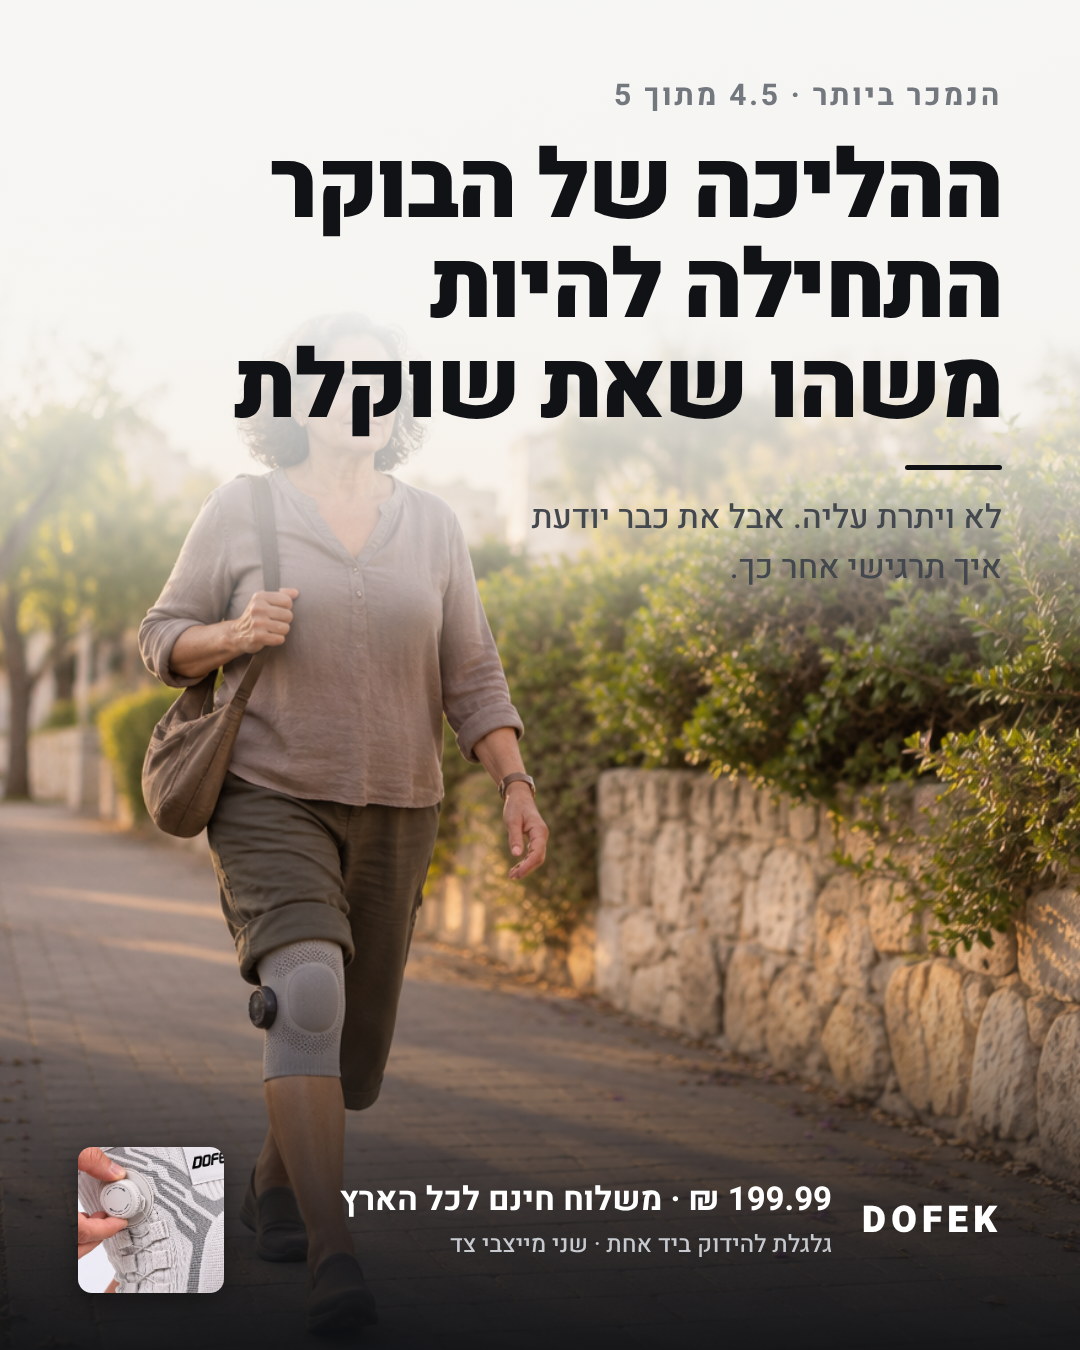 הנמכר ביותר · 4.5 מתוך 5
ההליכה של הבוקר
התחילה להיות
משהו שאת שוקלת
לא ויתרת עליה. אבל את כבר יודעת
איך תרגישי אחר כך.
199.99 ₪ · משלוח חינם לכל הארץ
גלגלת להידוק ביד אחת · שני מייצבי צד
DOFEK